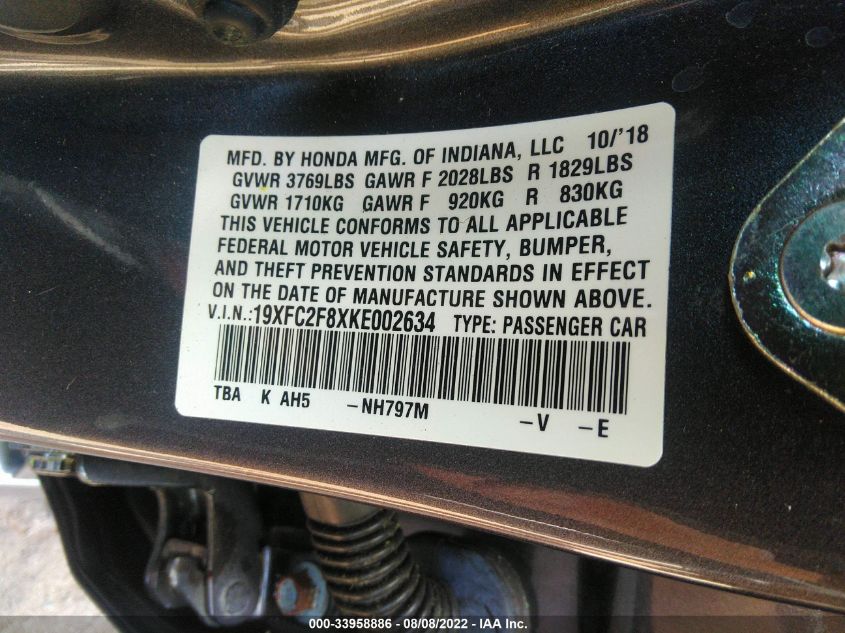 MFD. BY HONDA MFG. OF INDIANA, LLC 10/'18
GVWR 3769LBS GAWR F 2028LBS R 1829LBS
GVWR 1710KG GAWR F 920KG R 830KG
THIS VEHICLE CONFORMS TO ALL APPLICABLE
FEDERAL MOTOR VEHICLE SAFETY, BUMPER,
AND THEFT PREVENTION STANDARDS IN EFFECT
ON THE DATE OF MANUFACTURE SHOWN ABOVE.
V.I.N.:19XFC2F8XKE002634 TYPE: PASSENGER CAR
TBA K AH5 -NH797M -V -E
000-33958886 - 08/08/2022 - IAA Inc.